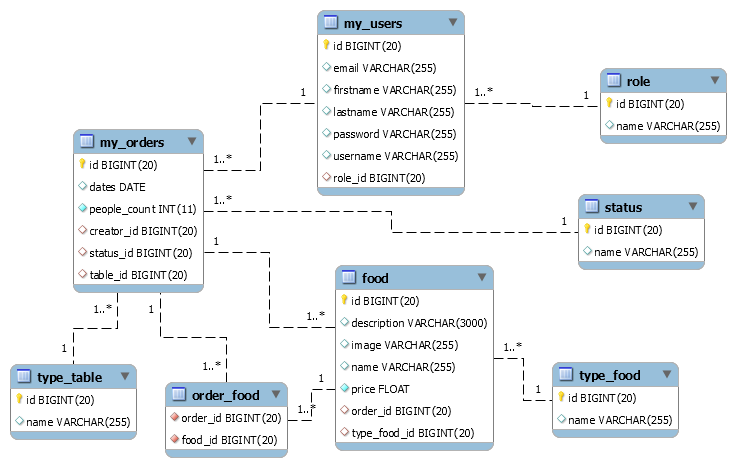 my_users
id BIGINT(20)
email VARCHAR(255)
firstname VARCHAR(255)
lastname VARCHAR(255)
password VARCHAR(255)
username VARCHAR(255)
role_id BIGINT(20)
1..*
1
role
id BIGINT(20)
name VARCHAR(255)
1
1..*
my_orders
id BIGINT(20)
dates DATE
people_count INT(11)
creator_id BIGINT(20)
status_id BIGINT(20)
table_id BIGINT(20)
1..*
1
status
id BIGINT(20)
name VARCHAR(255)
1
1..*
food
id BIGINT(20)
description VARCHAR(3000)
image VARCHAR(255)
name VARCHAR(255)
price FLOAT
order_id BIGINT(20)
type_food_id BIGINT(20)
1..*
1
type_food
id BIGINT(20)
name VARCHAR(255)
1..*
1
type_table
id BIGINT(20)
name VARCHAR(255)
1
1..*
order_food
order_id BIGINT(20)
food_id BIGINT(20)
1
1..*